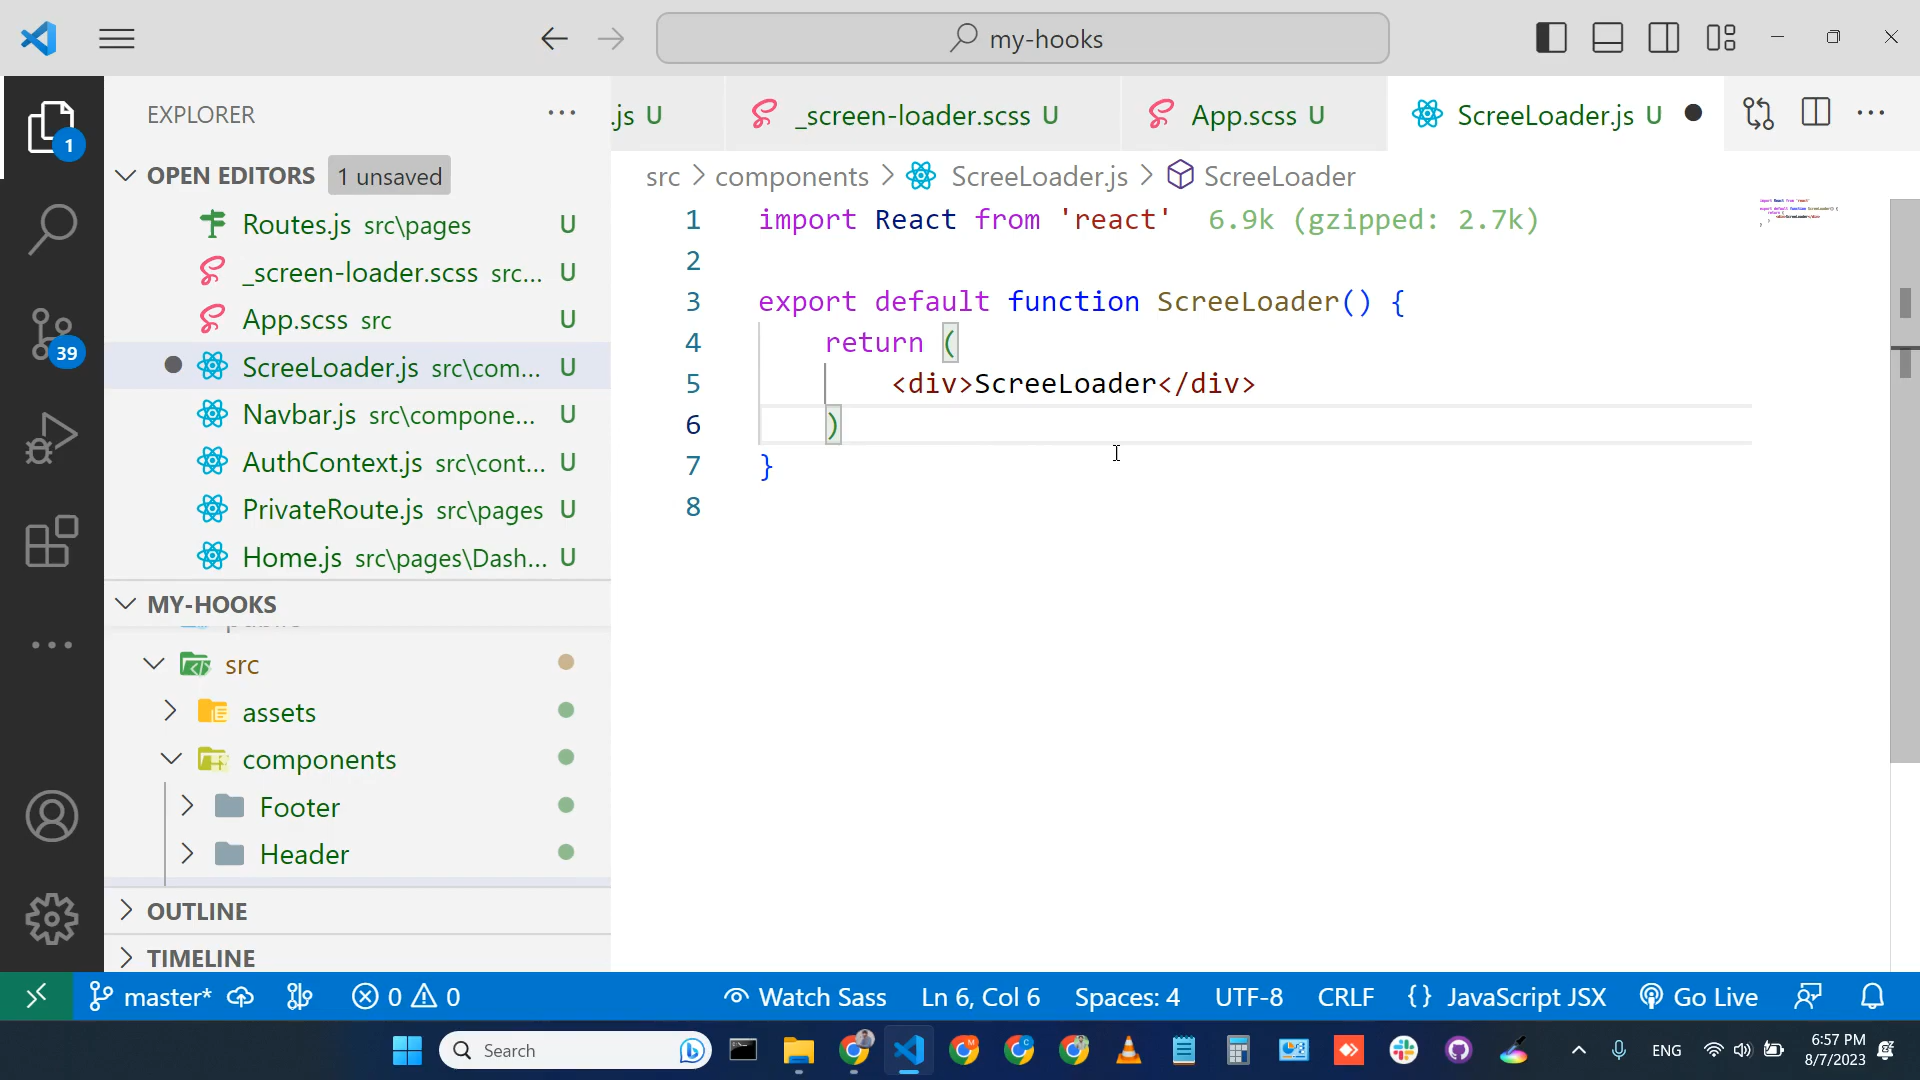 my-hooks
EXPLORER
.js U
_screen-loader.scss U
App.scss U
ScreeLoader.js U
OPEN EDITORS 1 unsaved
src > components > ScreeLoader.js > ScreeLoader
Routes.js src\pages U
_screen-loader.scss src... U
App.scss src U
ScreeLoader.js src\com... U
Navbar.js src\compone... U
AuthContext.js src\cont... U
PrivateRoute.js src\pages U
Home.js src\pages\Dash... U
1 import React from 'react' 6.9k (gzipped: 2.7k)
2
3 export default function ScreeLoader() {
4 return (
5 <div>ScreeLoader</div>
6 )
7 }
8
1
39
MY-HOOKS
src
assets
components
Footer
Header
OUTLINE
TIMELINE
master* 0 0 Watch Sass Ln 6, Col 6 Spaces: 4 UTF-8 CRLF {} JavaScript JSX Go Live
Search
ENG
6:57 PM
8/7/2023